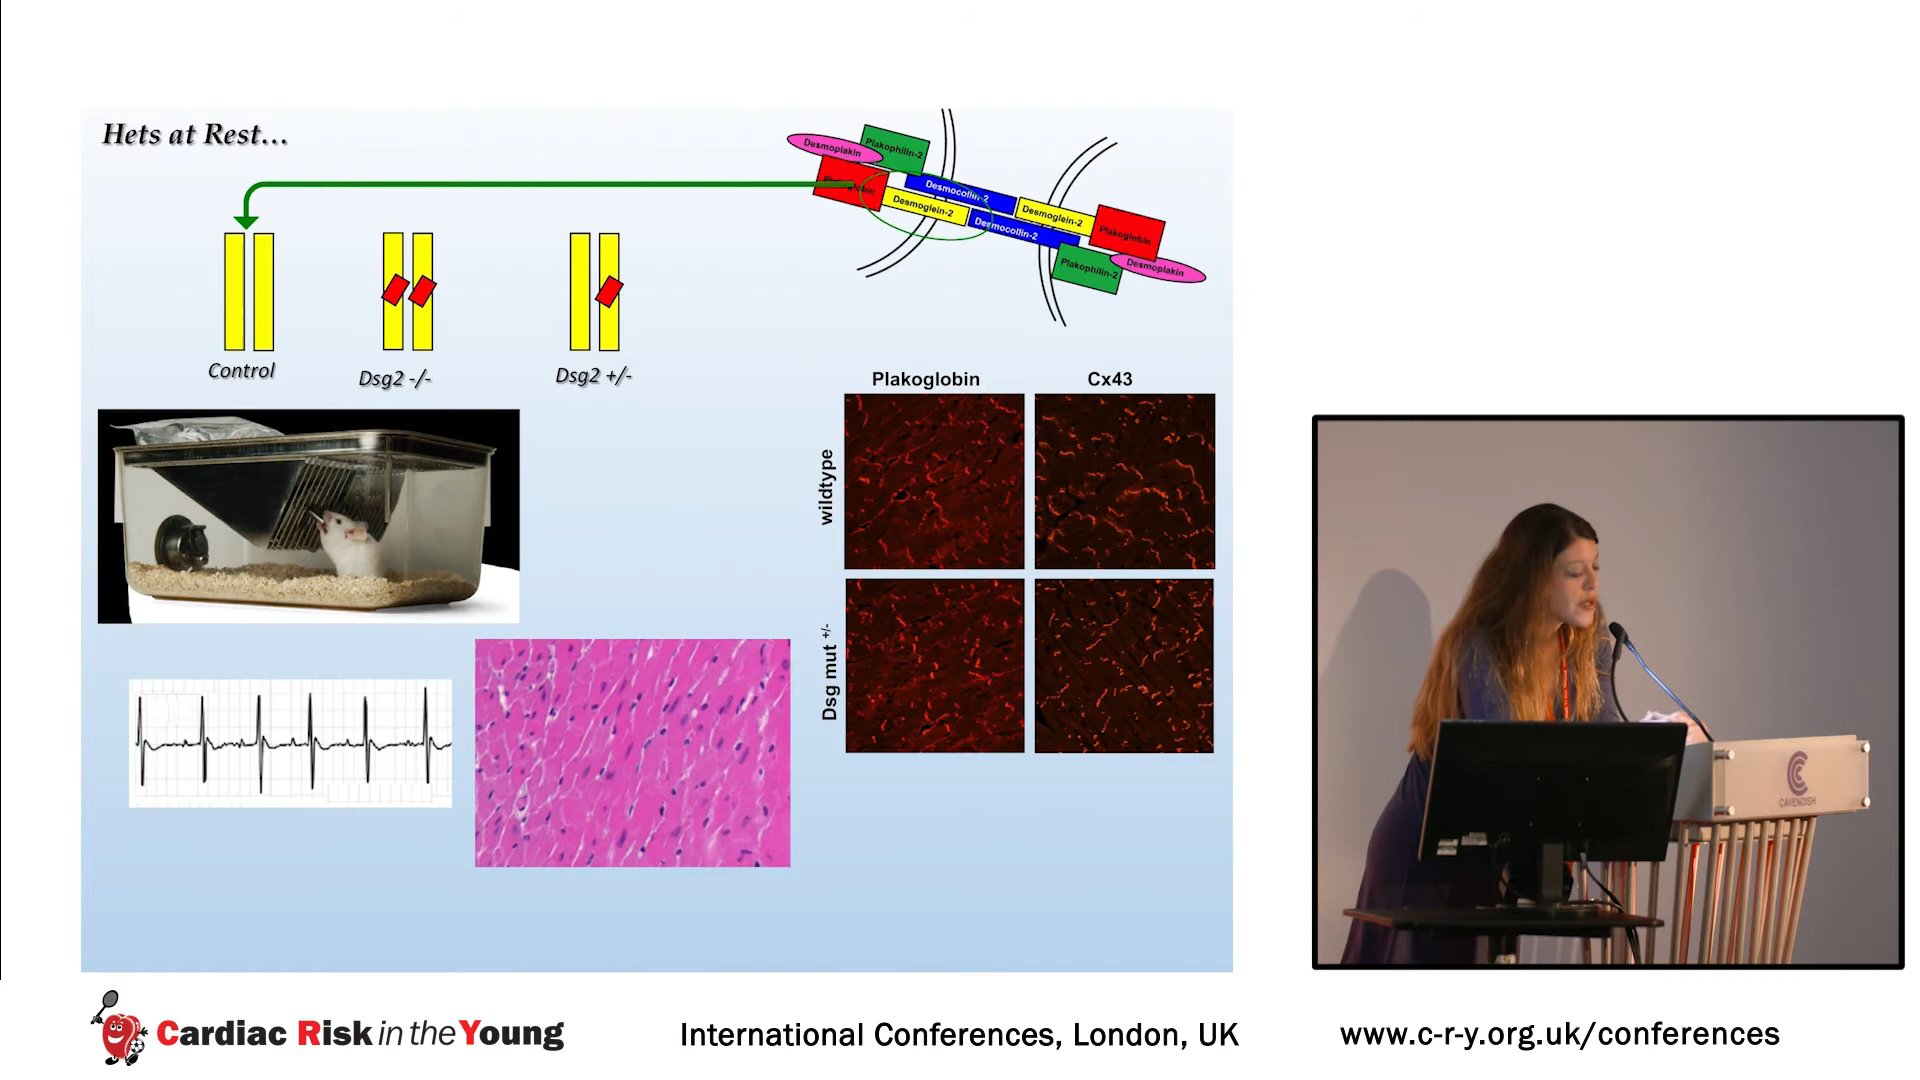 Hets at Rest...
Desmoplakin
Plakophilin-2
Plakoglobin
Desmocollin-2
Desmoglein-2
Desmoglein-2
Desmocollin-2
Plakoglobin
Plakophilin-2
Desmoplakin
Control
Dsg2 -/-
Dsg2 +/-
Plakoglobin
Cx43
wildtype
Dsg mut +/-
CAVENDISH
Cardiac Risk in the Young
International Conferences, London, UK
www.c-r-y.org.uk/conferences